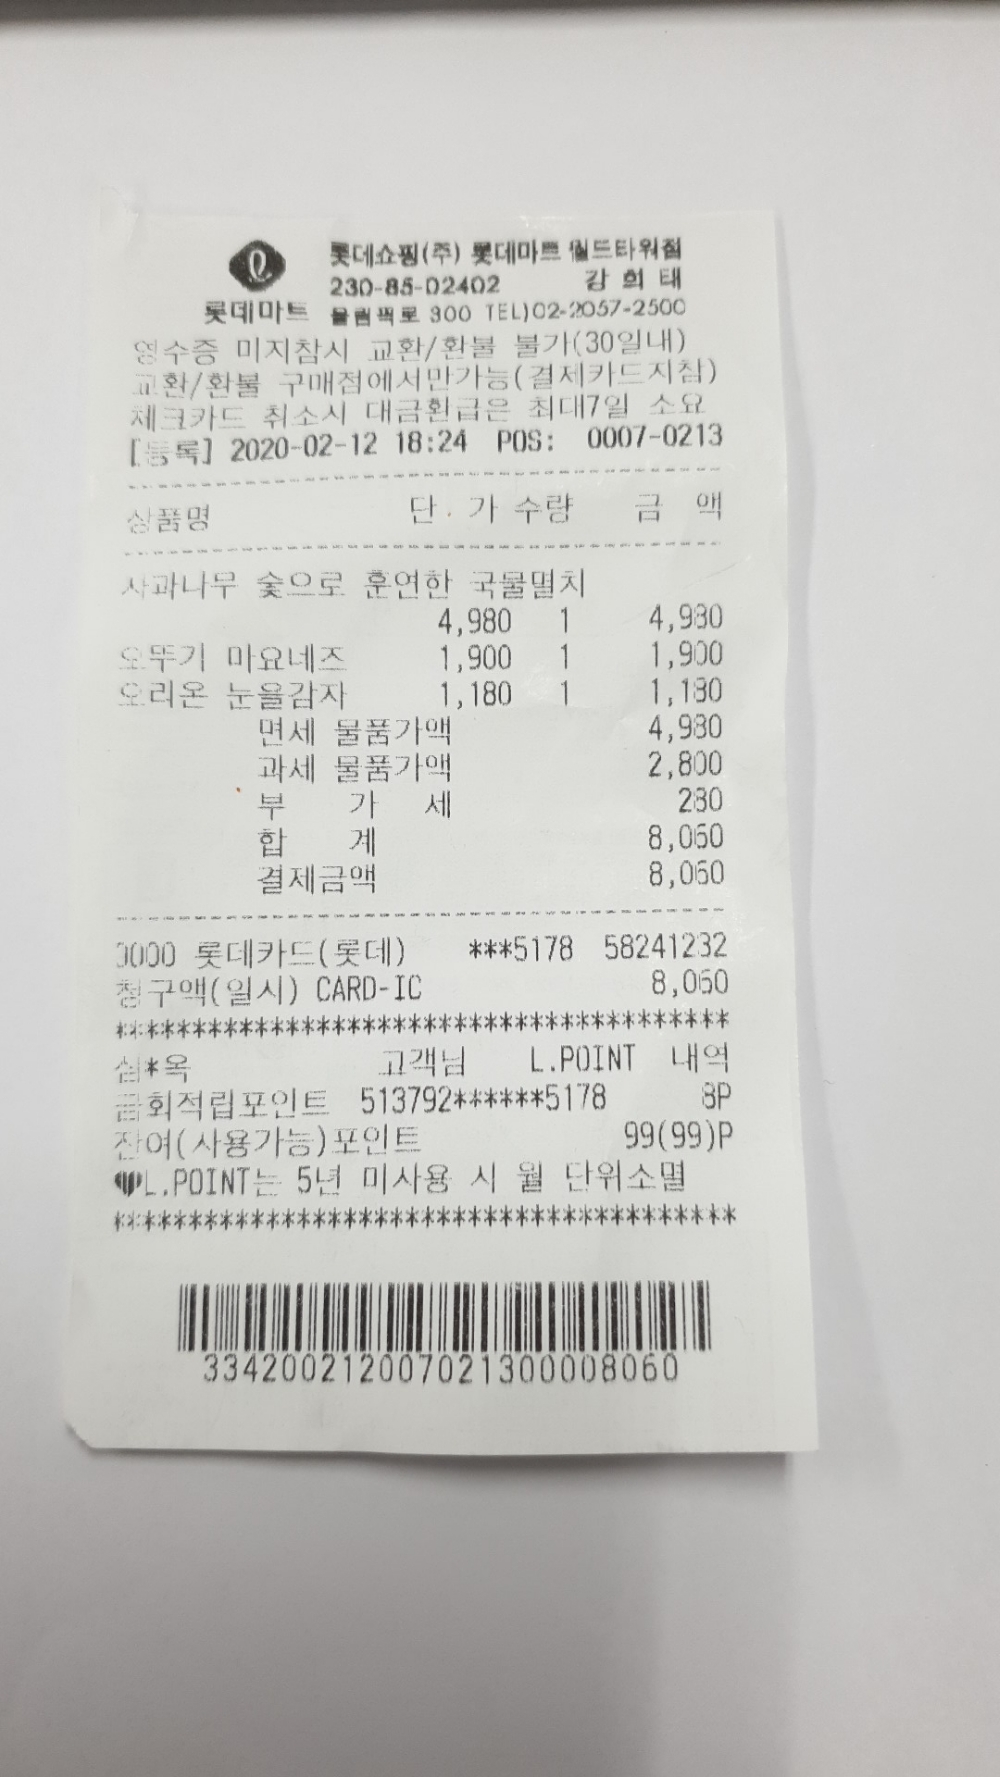 롯데쇼핑(주) 롯데마트 월드타워점
230-85-02402 강 희 태
롯데마트 올림픽로 300 TEL)02-2057-2500
영수증 미지참시 교환/환불 불가(30일내)
교환/환불 구매점에서만가능(결제카드지참)
체크카드 취소시 대금환급은 최대7일 소요
[등록] 2020-02-12 18:24 POS: 0007-0213
상품명 단 가 수량 금 액
사과나무 숯으로 훈연한 국물멸치
4,980 1 4,980
오뚜기 마요네즈 1,900 1 1,900
오리온 눈을감자 1,180 1 1,180
면세 물품가액 4,980
과세 물품가액 2,800
부 가 세 280
합 계 8,060
결제금액 8,060
0000 롯데카드(롯데) ***5178 58241232
청구액(일시) CARD-IC 8,060
****************************************
심*옥 고객님 L.POINT 내역
금회적립포인트 513792******5178 8P
잔여(사용가능)포인트 99(99)P
♥L.POINT는 5년 미사용 시 월 단위소멸
****************************************
334200212007021300008060